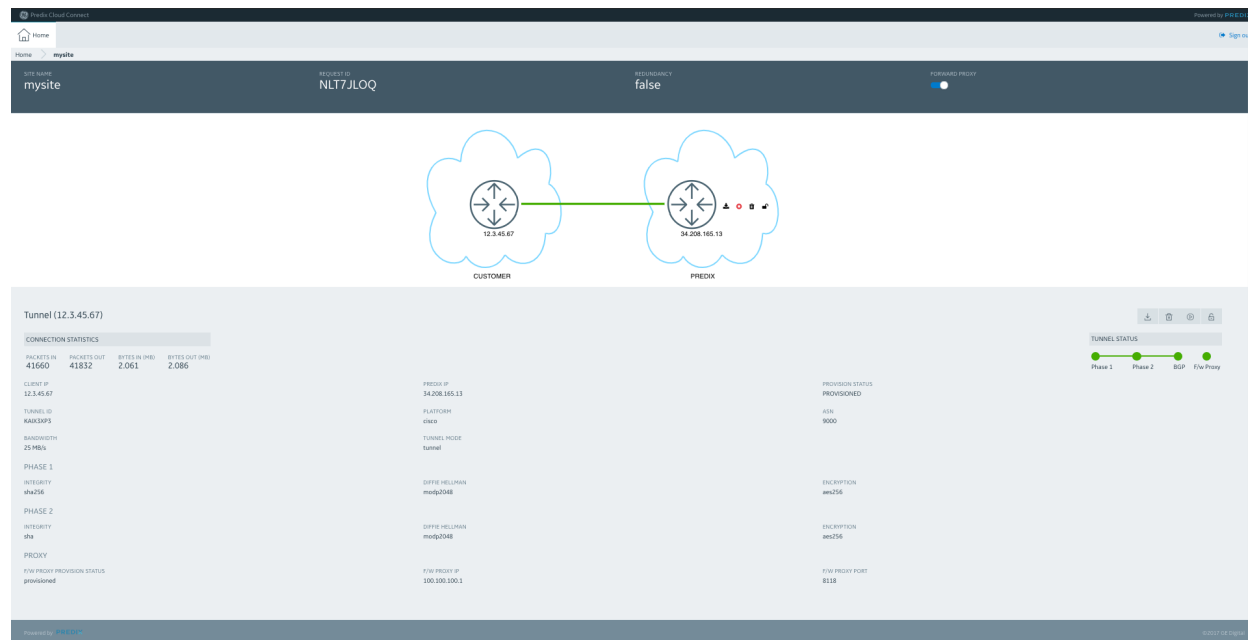 Predix Cloud Connect
Powered by PREDIX
Home
Sign ou
Home mysite
SITE NAME REQUEST ID REDUNDANCY FORWARD PROXY
mysite NLT7JLOQ false
12.3.45.67 34.208.165.13
CUSTOMER PREDIX
Tunnel (12.3.45.67)
CONNECTION STATISTICS TUNNEL STATUS
PACKETS IN PACKETS OUT BYTES IN (MB) BYTES OUT (MB)
41660 41832 2.061 2.086
Phase 1 Phase 2 BGP F/w Proxy
CLIENT IP PREDIX IP PROVISION STATUS
12.3.45.67 34.208.165.13 PROVISIONED
TUNNEL ID PLATFORM ASN
KAIX3XP3 cisco 9000
BANDWIDTH TUNNEL MODE
25 MB/s tunnel
PHASE 1
INTEGRITY DIFFIE HELLMAN ENCRYPTION
sha256 modp2048 aes256
PHASE 2
INTEGRITY DIFFIE HELLMAN ENCRYPTION
sha modp2048 aes256
PROXY
F/W PROXY PROVISION STATUS F/W PROXY IP F/W PROXY PORT
provisioned 100.100.100.1 8118
Powered by PREDIX
©2017 GE Digital